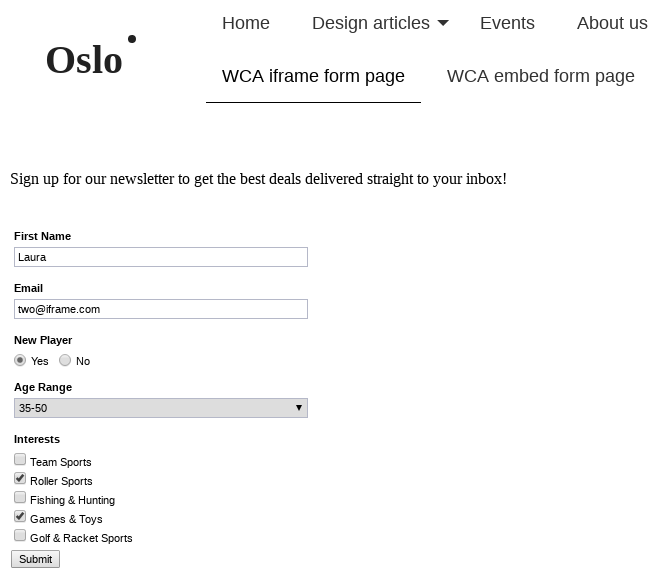 Oslo
Home Design articles Events About us
WCA iframe form page WCA embed form page
Sign up for our newsletter to get the best deals delivered straight to your inbox!
First Name
Laura
Email
two@iframe.com
New Player
Yes No
Age Range
35-50
Interests
Team Sports
Roller Sports
Fishing & Hunting
Games & Toys
Golf & Racket Sports
Submit